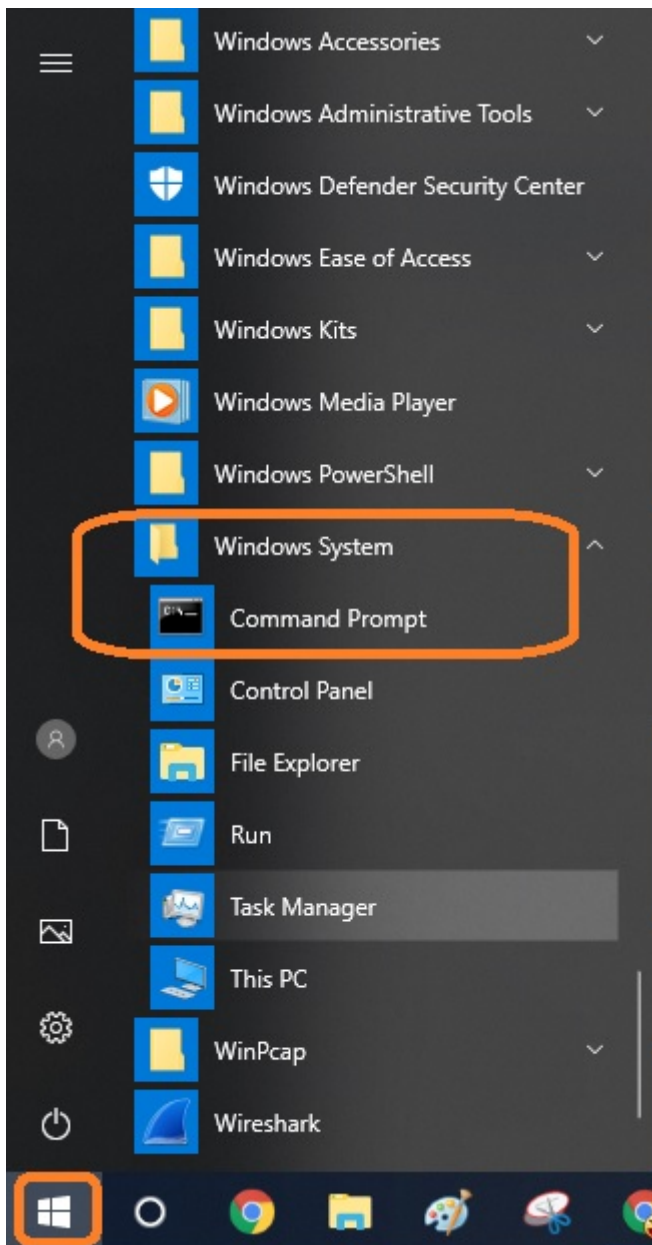 Windows Accessories
Windows Administrative Tools
Windows Defender Security Center
Windows Ease of Access
Windows Kits
Windows Media Player
Windows PowerShell
Windows System
Command Prompt
Control Panel
File Explorer
Run
Task Manager
This PC
WinPcap
Wireshark